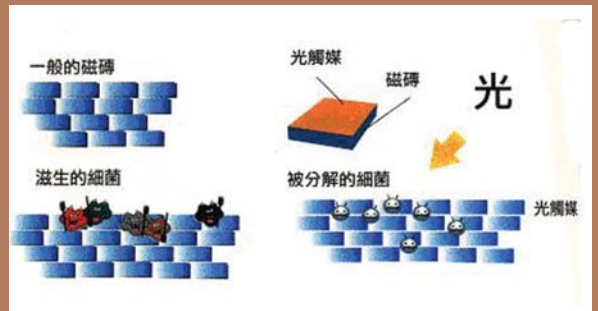 一般的磁磚
光觸媒
磁磚
光
滋生的細菌
被分解的細菌
光觸媒